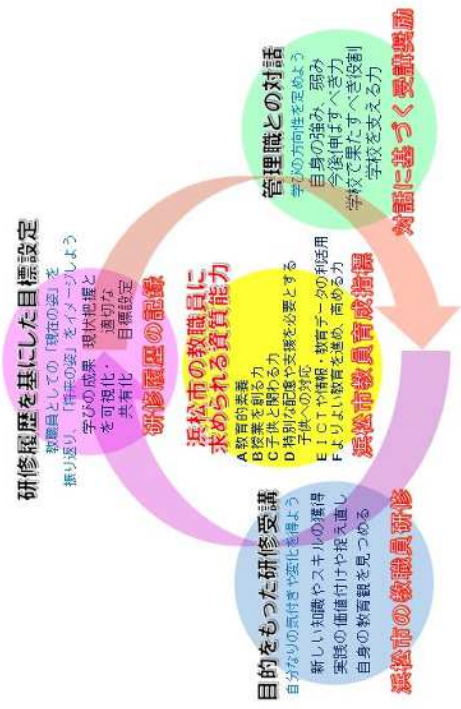 研修履歴を基にした目標設定
教職員としての「現在の姿」を
振り返り、「将来の姿」をイメージしよう
学びの成果を可視化・共有化
現状把握と適切な目標設定
研修履歴の記録
管理職との対話
学びの方向性を定めよう
自身の強み、弱み
今後伸ばすべき力
学校で果たすべき役割
学校を支える力
対話に基づく受講奨励
浜松市の教職員に
求められる資質能力
A教育的素養
B授業を創る力
C子供と関わる力
D特別な配慮や支援を必要とする
子供への対応
E ICTや情報・教育データの利活用
Fよりよい教育を進め、高める力
浜松市教員育成指標
目的をもった研修受講
自分なりの気付きや変化を得よう
新しい知識やスキルの獲得
実践の価値付けや捉え直し
自身の教育観を見つめる
浜松市の教職員研修